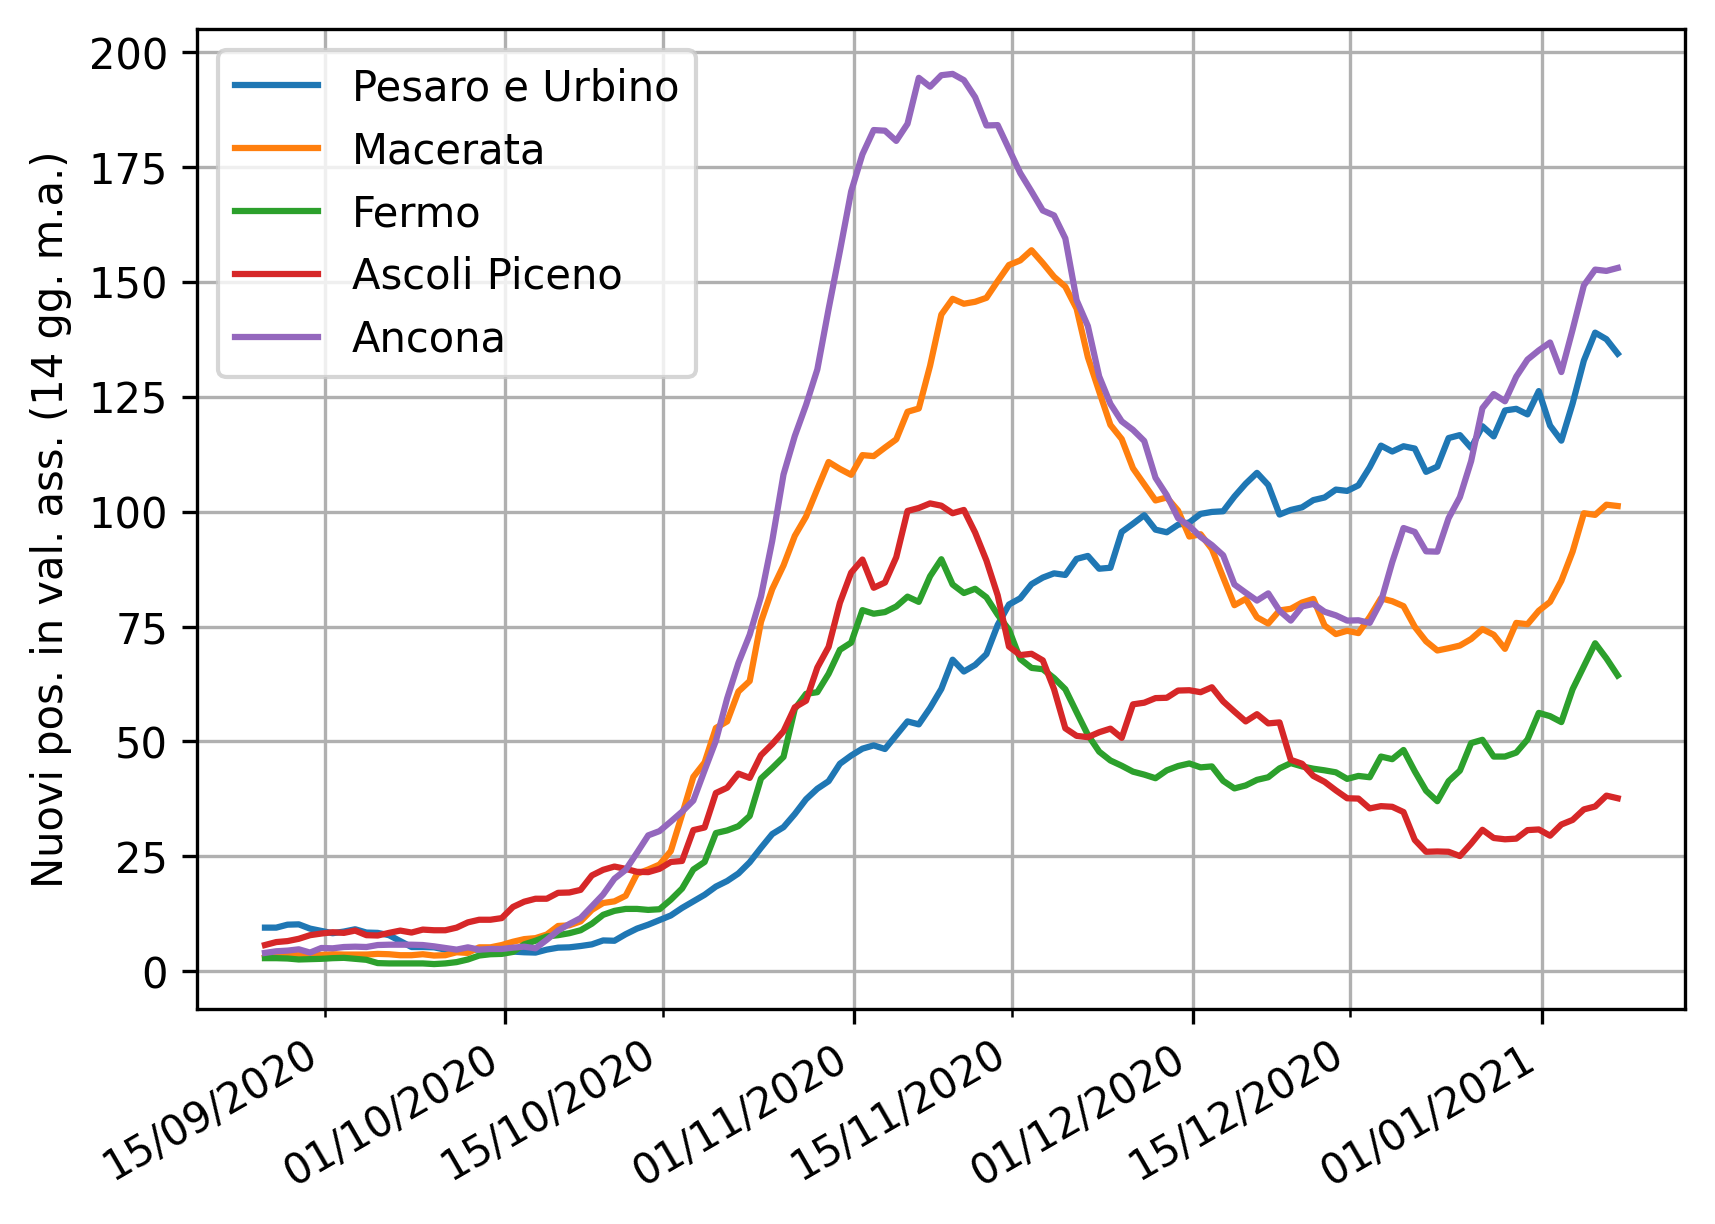 Nuovi pos. in val. ass. (14 gg. m.a.)
200
175
150
125
100
75
50
25
0
Pesaro e Urbino
Macerata
Fermo
Ascoli Piceno
Ancona
15/09/2020
01/10/2020
15/10/2020
01/11/2020
15/11/2020
01/12/2020
15/12/2020
01/01/2021